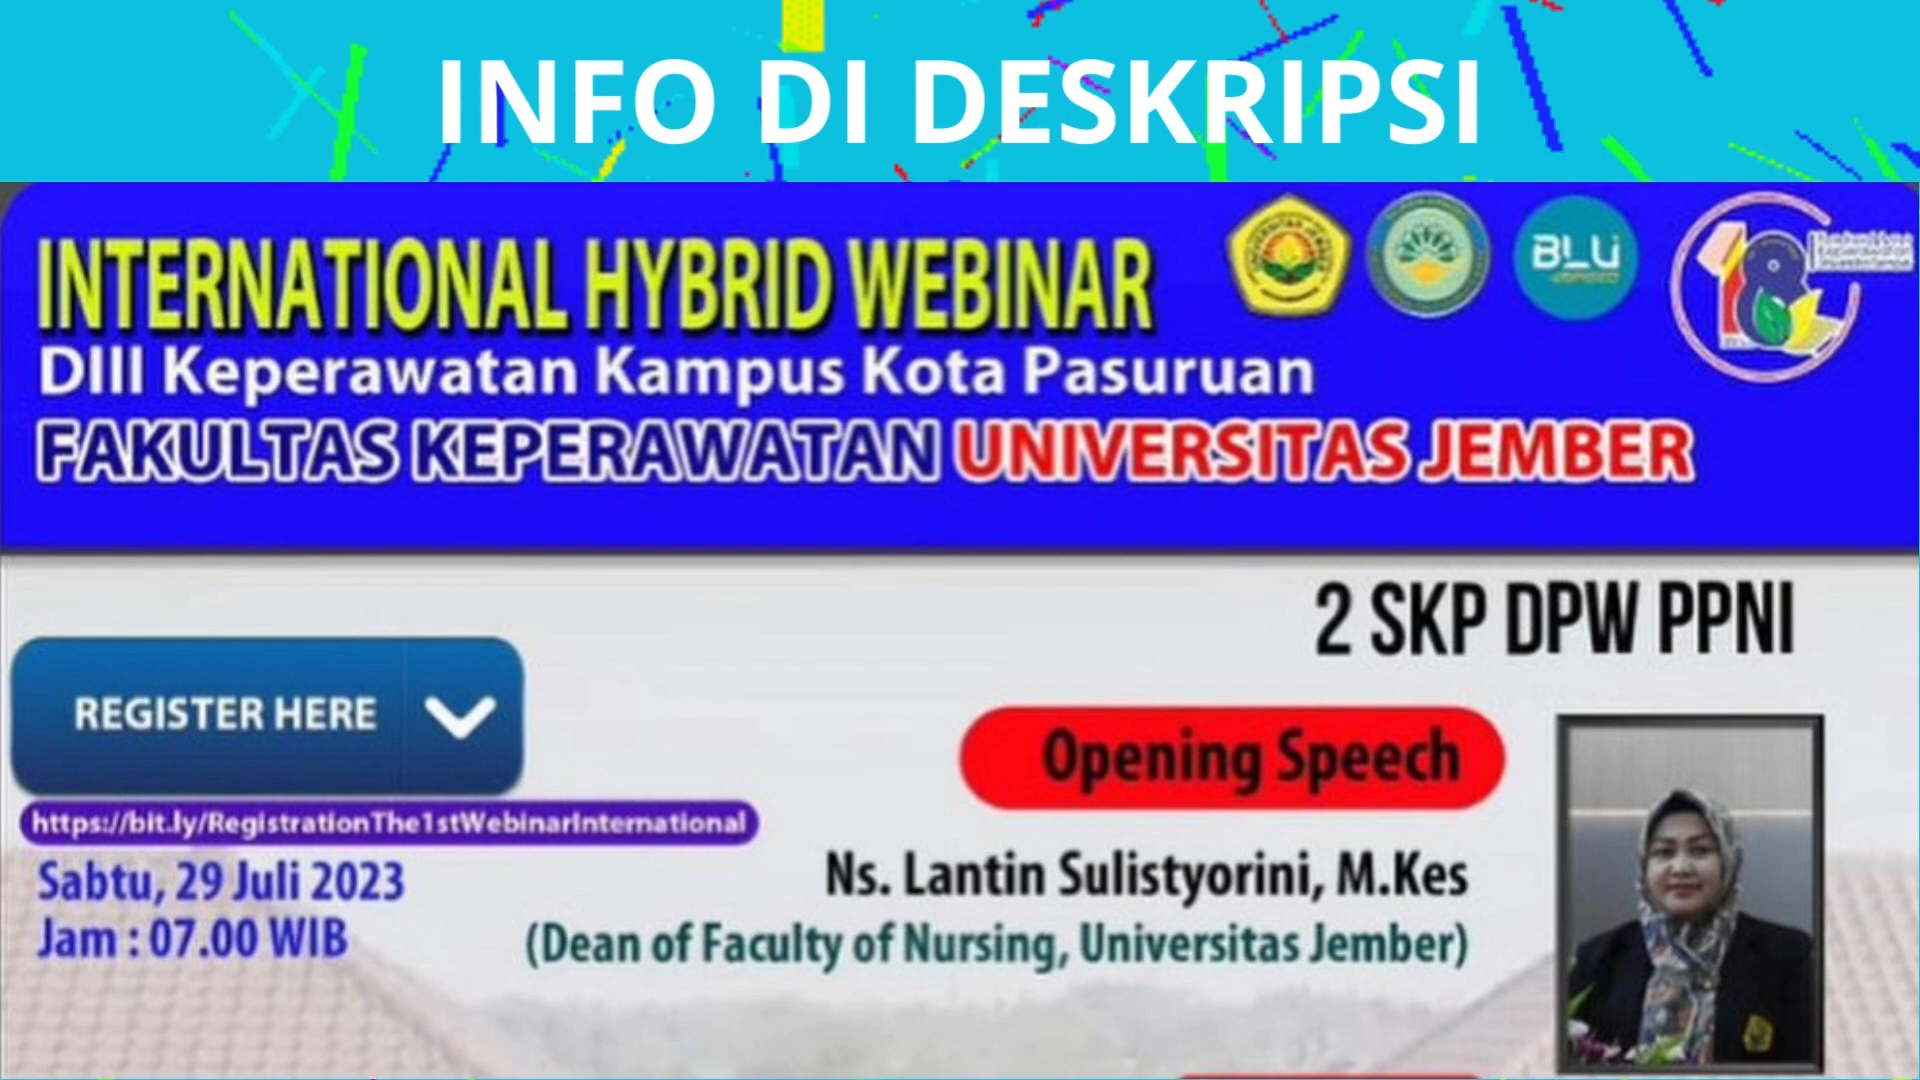 INFO DI DESKRIPSI
INTERNATIONAL HYBRID WEBINAR
BLU
DIII Keperawatan Kampus Kota Pasuruan
FAKULTAS KEPERAWATAN UNIVERSITAS JEMBER
2 SKP DPW PPNI
REGISTER HERE
Opening Speech
https://bit.ly/RegistrationThe1stWebinarInternational
Sabtu, 29 Juli 2023
Jam : 07.00 WIB
Ns. Lantin Sulistyorini, M.Kes
(Dean of Faculty of Nursing, Universitas Jember)